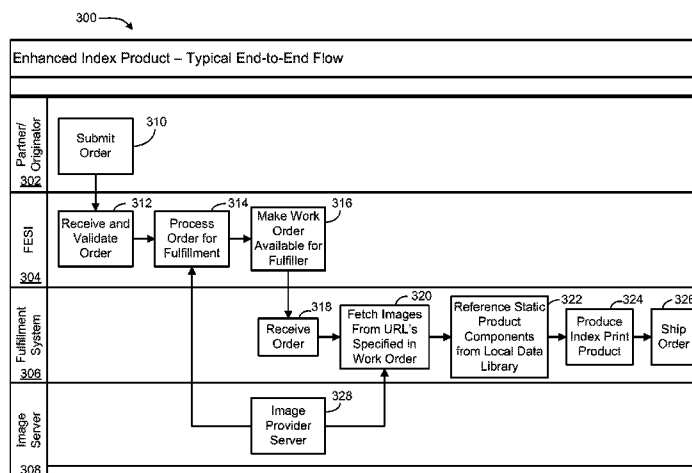 300
Enhanced Index Product – Typical End-to-End Flow
Partner/
Originator
302
310
Submit
Order
FESI
304
312
Receive and
Validate Order
314
Process
Order for
Fulfillment
316
Make Work
Order
Available for
Fulfiller
Fulfillment
System
306
318
Receive
Order
320
Fetch Images
From URL's
Specified in
Work Order
322
Reference Static
Product
Components
from Local Data
Library
324
Produce
Index Print
Product
326
Ship
Order
Image
Server
308
328
Image
Provider
Server